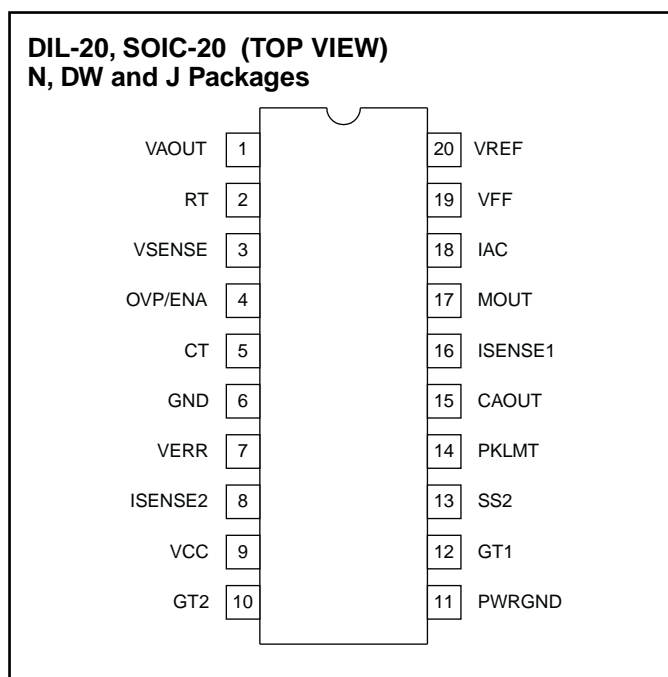 DIL-20, SOIC-20 (TOP VIEW)
N, DW and J Packages
VAOUT 1 20 VREF
RT 2 19 VFF
VSENSE 3 18 IAC
OVP/ENA 4 17 MOUT
CT 5 16 ISENSE1
GND 6 15 CAOUT
VERR 7 14 PKLMT
ISENSE2 8 13 SS2
VCC 9 12 GT1
GT2 10 11 PWRGND